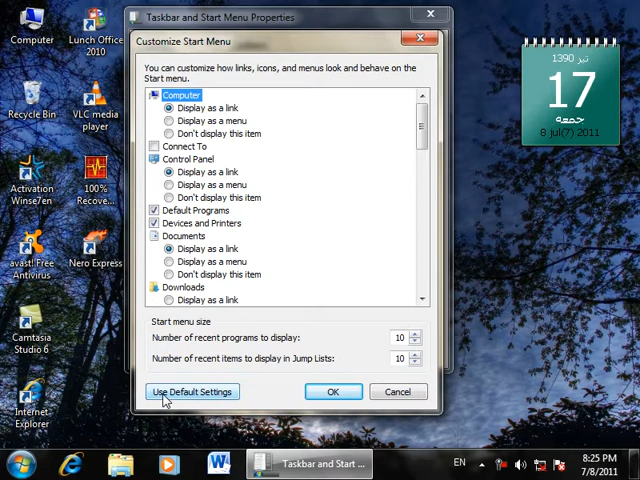 Computer
Lunch Office
2010
Recycle Bin
VLC media
player
Activation
Winse7en
100%
Recove...
avast! Free
Antivirus
Nero Express
Camtasia
Studio 6
Internet
Explorer
Taskbar and Start Menu Properties
Customize Start Menu
You can customize how links, icons, and menus look and behave on the
Start menu.
Computer
Display as a link
Display as a menu
Don't display this item
Connect To
Control Panel
Display as a link
Display as a menu
Don't display this item
Default Programs
Devices and Printers
Documents
Display as a link
Display as a menu
Don't display this item
Downloads
Display as a link
Start menu size
Number of recent programs to display:
10
Number of recent items to display in Jump Lists:
10
Use Default Settings
OK
Cancel
تیر 1390
17
جمعه
8 jul(7) 2011
Taskbar and Start ...
EN
8:25 PM
7/8/2011